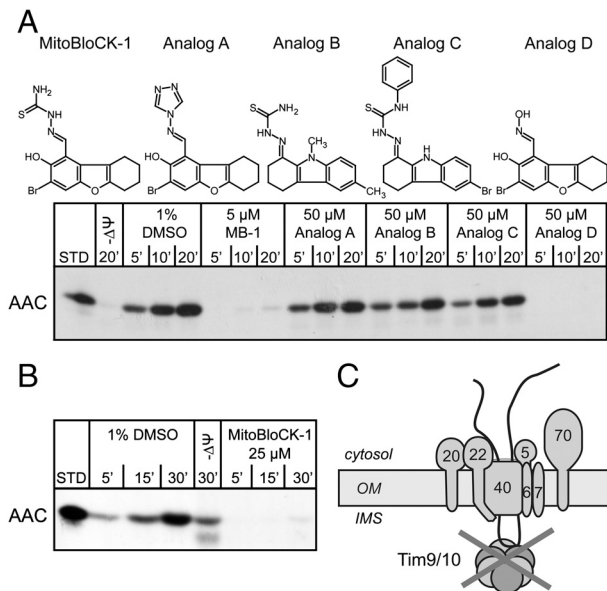 A
MitoBloCK-1 Analog A Analog B Analog C Analog D
NH2 S NH N HO Br O
N N N N HO Br O
S NH2 HN N CH3 N CH3
S NH HN N H N Br
OH N HO Br O
STD -ΔΨ 20' 1% DMSO 5' 10' 20' 5 µM MB-1 5' 10' 20' 50 µM Analog A 5' 10' 20' 50 µM Analog B 5' 10' 20' 50 µM Analog C 5' 10' 20' 50 µM Analog D 5' 10' 20'
AAC
B
STD 1% DMSO 5' 15' 30' -ΔΨ 30' MitoBloCK-1 25 µM 5' 15' 30'
AAC
C
cytosol
OM
IMS
20 22 40 5 6 7 70
Tim9/10